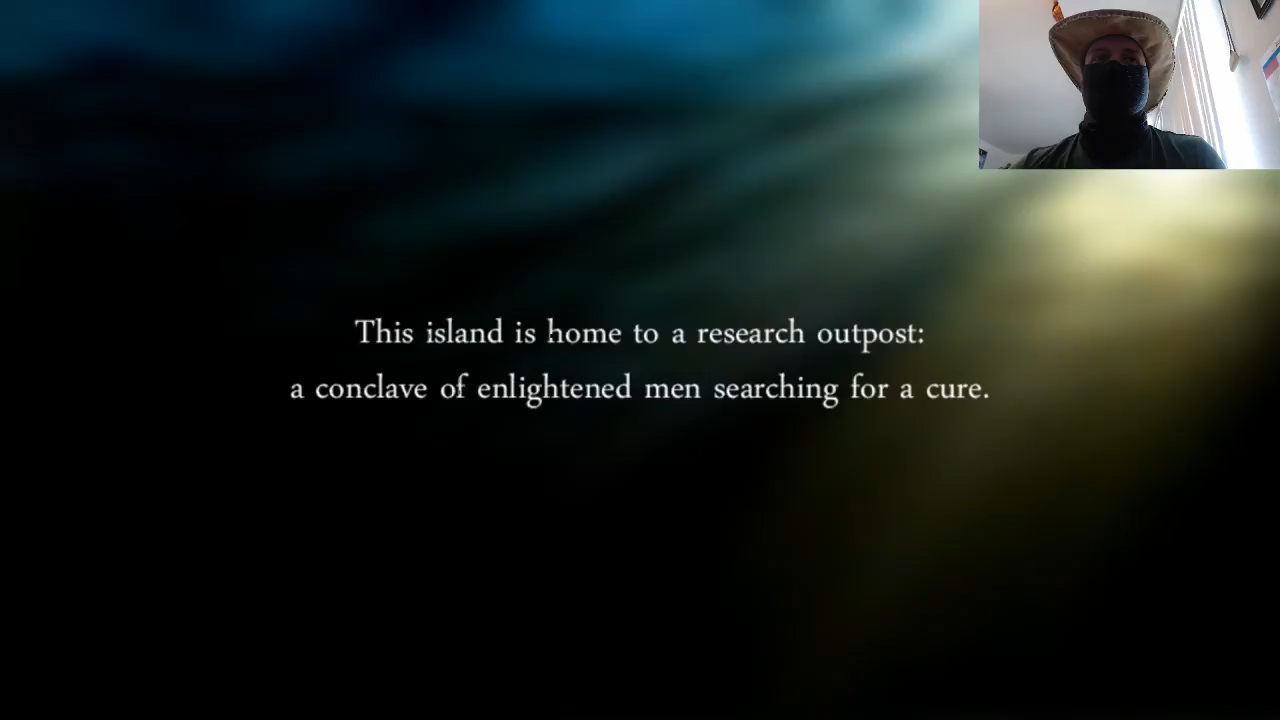 This island is home to a research outpost:
a conclave of enlightened men searching for a cure.